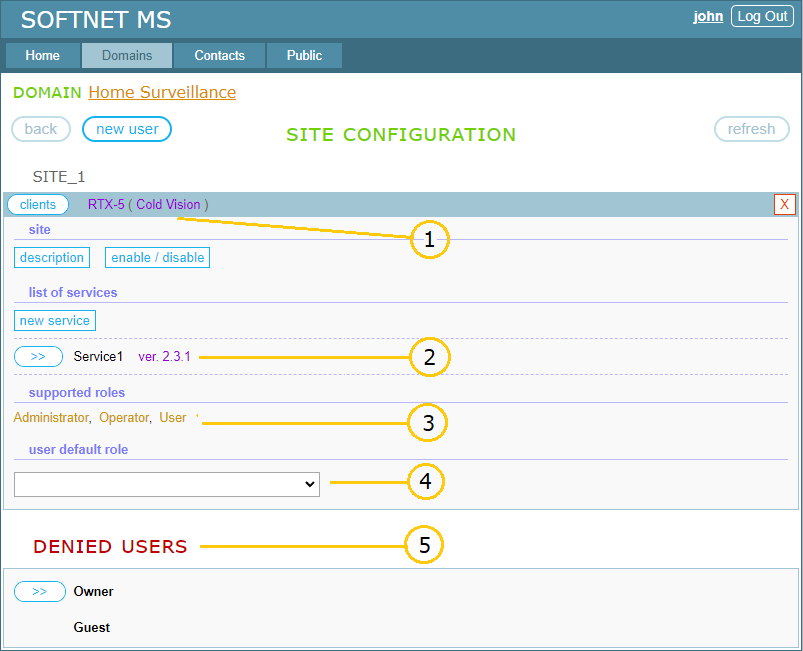 SOFTNET MS john Log Out
Home Domains Contacts Public
DOMAIN Home Surveillance
back new user SITE CONFIGURATION refresh
SITE_1
clients RTX-5 ( Cold Vision ) X
site 1
description enable / disable
list of services
new service
>> Service1 ver. 2.3.1 2
supported roles
Administrator, Operator, User 3
user default role
4
DENIED USERS 5
>> Owner
Guest